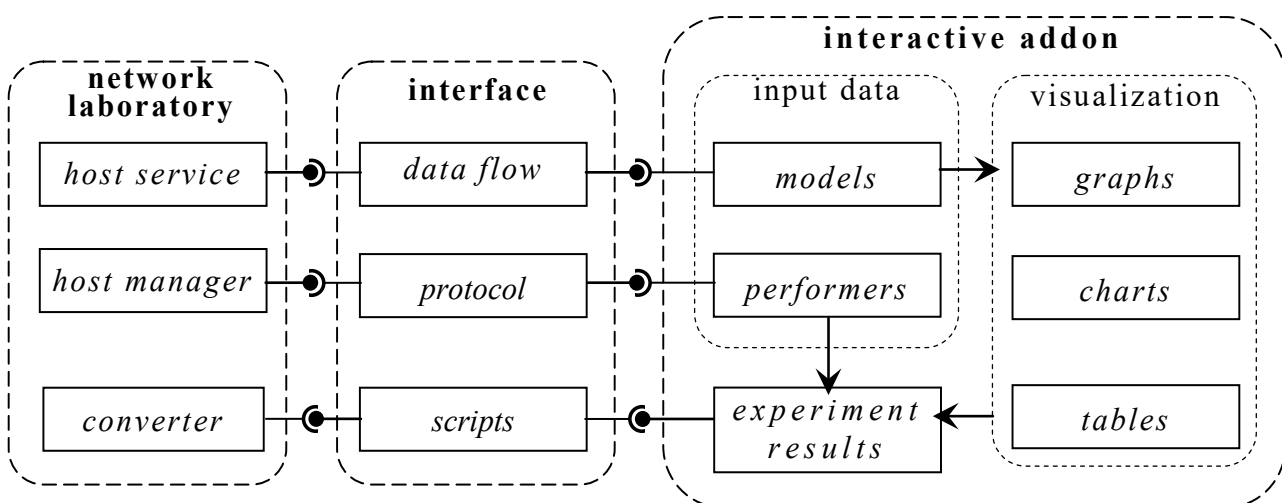 network
laboratory
host service
host manager
converter
interface
data flow
protocol
scripts
interactive addon
input data
models
performers
experiment
results
visualization
graphs
charts
tables